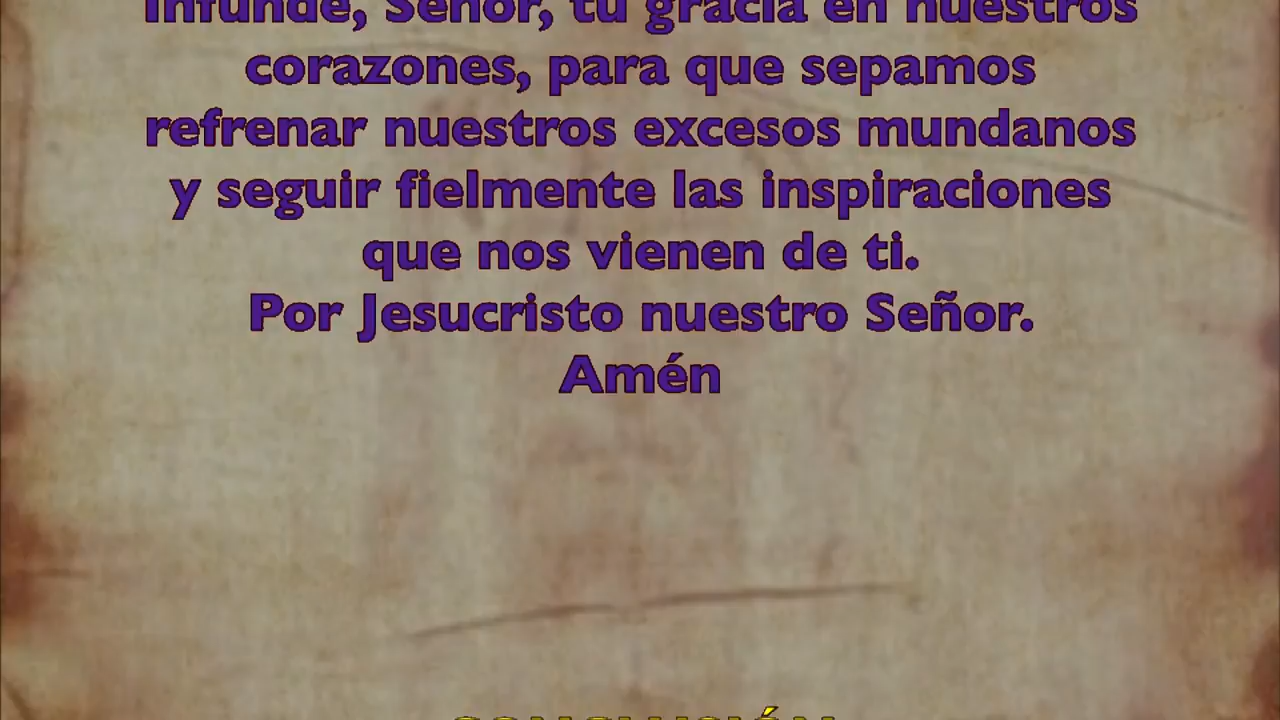 Infunde, Señor, tu gracia en nuestros
corazones, para que sepamos
refrenar nuestros excesos mundanos
y seguir fielmente las inspiraciones
que nos vienen de ti.
Por Jesucristo nuestro Señor.
Amén
CONCLUSIÓN